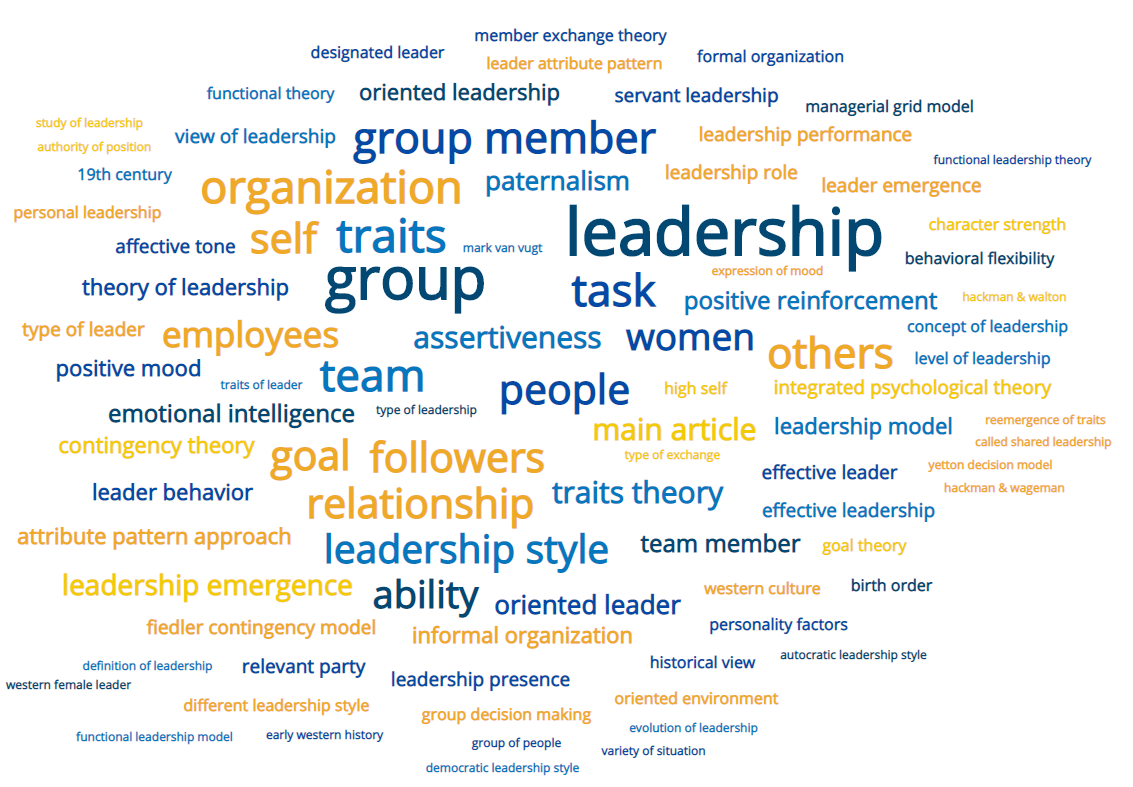 member exchange theory
designated leader
formal organization
leader attribute pattern
functional theory
oriented leadership
servant leadership
managerial grid model
study of leadership
view of leadership
group member
leadership performance
authority of position
functional leadership theory
19th century
organization
paternalism
leadership role
leader emergence
personal leadership
character strength
affective tone
self
traits
mark van vugt
leadership
behavioral flexibility
expression of mood
theory of leadership
group
task
positive reinforcement
hackman & walton
type of leader
employees
assertiveness
women
concept of leadership
others
level of leadership
positive mood
traits of leader
team
people
high self
integrated psychological theory
emotional intelligence
type of leadership
main article
leadership model
reemergence of traits
called shared leadership
contingency theory
goal
followers
type of exchange
effective leader
yetton decision model
hackman & wageman
leader behavior
relationship
traits theory
effective leadership
attribute pattern approach
leadership style
team member
goal theory
leadership emergence
ability
oriented leader
western culture
birth order
fiedler contingency model
informal organization
personality factors
definition of leadership
relevant party
historical view
autocratic leadership style
western female leader
leadership presence
different leadership style
oriented environment
group decision making
functional leadership model
early western history
evolution of leadership
group of people
variety of situation
democratic leadership style